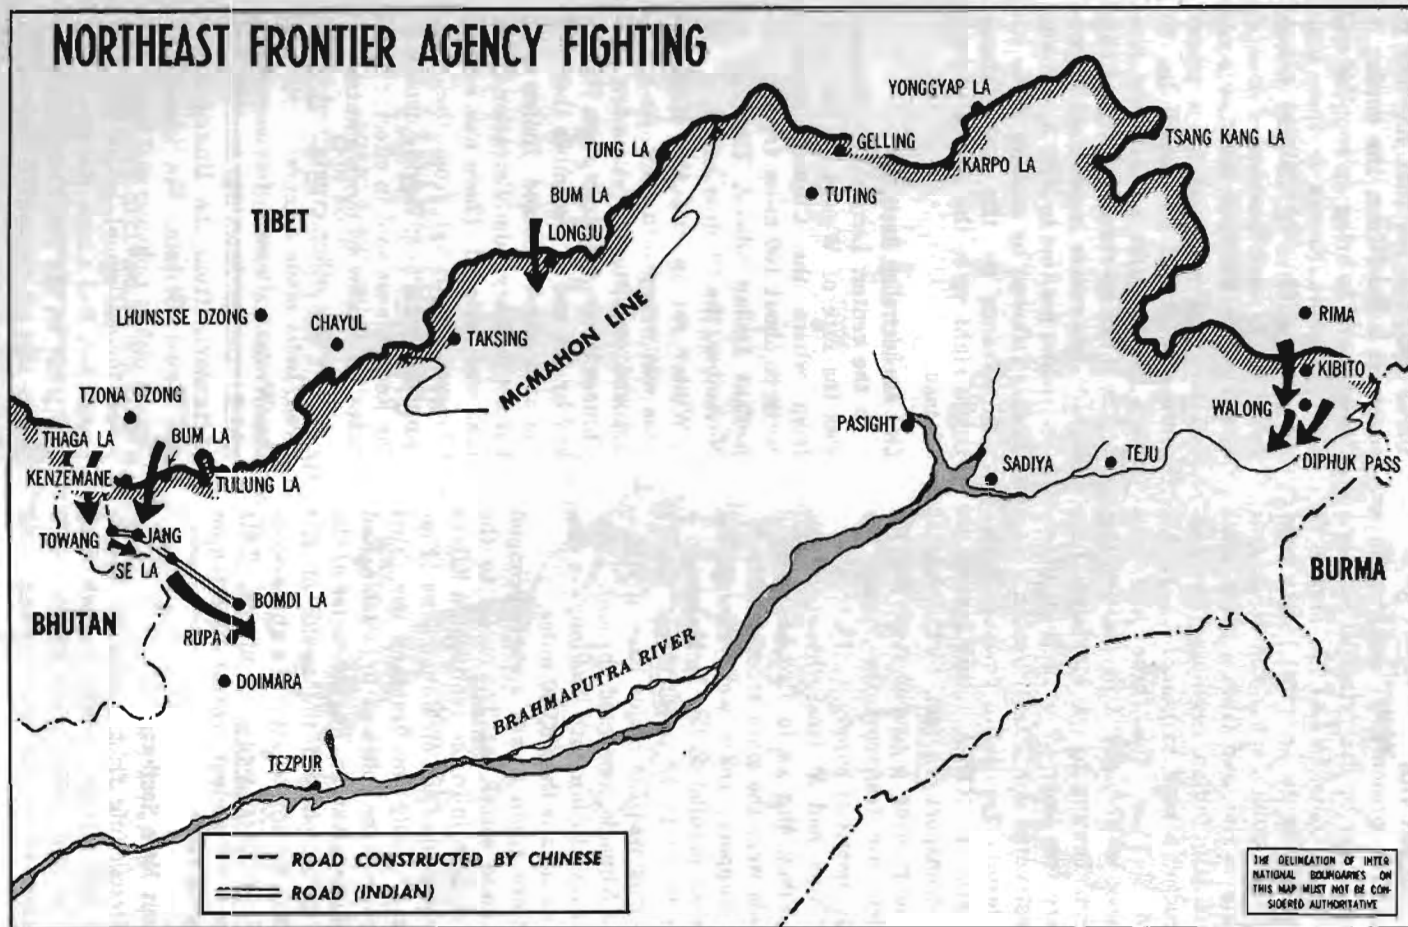 NORTHEAST FRONTIER AGENCY FIGHTING
YONGGYAP LA
TSANG KANG LA
TUNG LA
GELLING
KARPO LA
BUM LA
TUTING
TIBET
LONGJU
LHUNSTSE DZONG
CHAYUL
TAKSING
McMAHON LINE
RIMA
KIBITO
TZONA DZONG
WALONG
THAGA LA
BUM LA
PASIGHT
KENZEMANE
TULUNG LA
SADIYA
TEJU
DIPHUK PASS
TOWANG
JANG
SE LA
BURMA
BOMDI LA
BHUTAN
RUPA
DOIMARA
BRAHMAPUTRA RIVER
TEZPUR
ROAD CONSTRUCTED BY CHINESE
ROAD (INDIAN)
THE DELINEATION OF INTER
NATIONAL BOUNDARIES ON
THIS MAP MUST NOT BE CON-
SIDERED AUTHORITATIVE